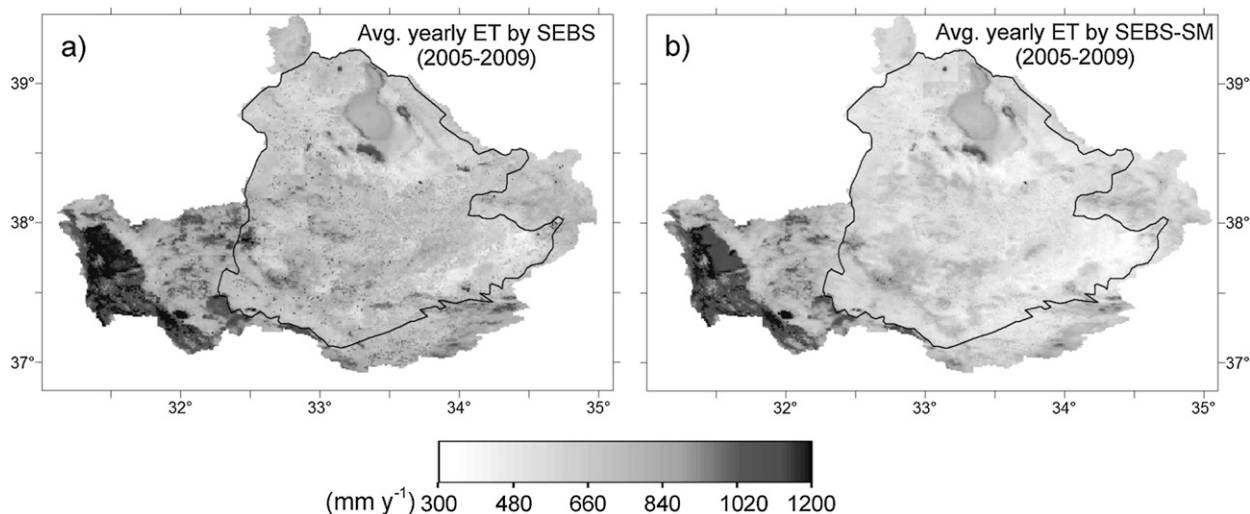 a)
Avg. yearly ET by SEBS
(2005-2009)
39°
38°
37°
32° 33° 34° 35°
b)
Avg. yearly ET by SEBS-SM
(2005-2009)
39°
38°
37°
32° 33° 34° 35°
(mm y⁻¹) 300 480 660 840 1020 1200